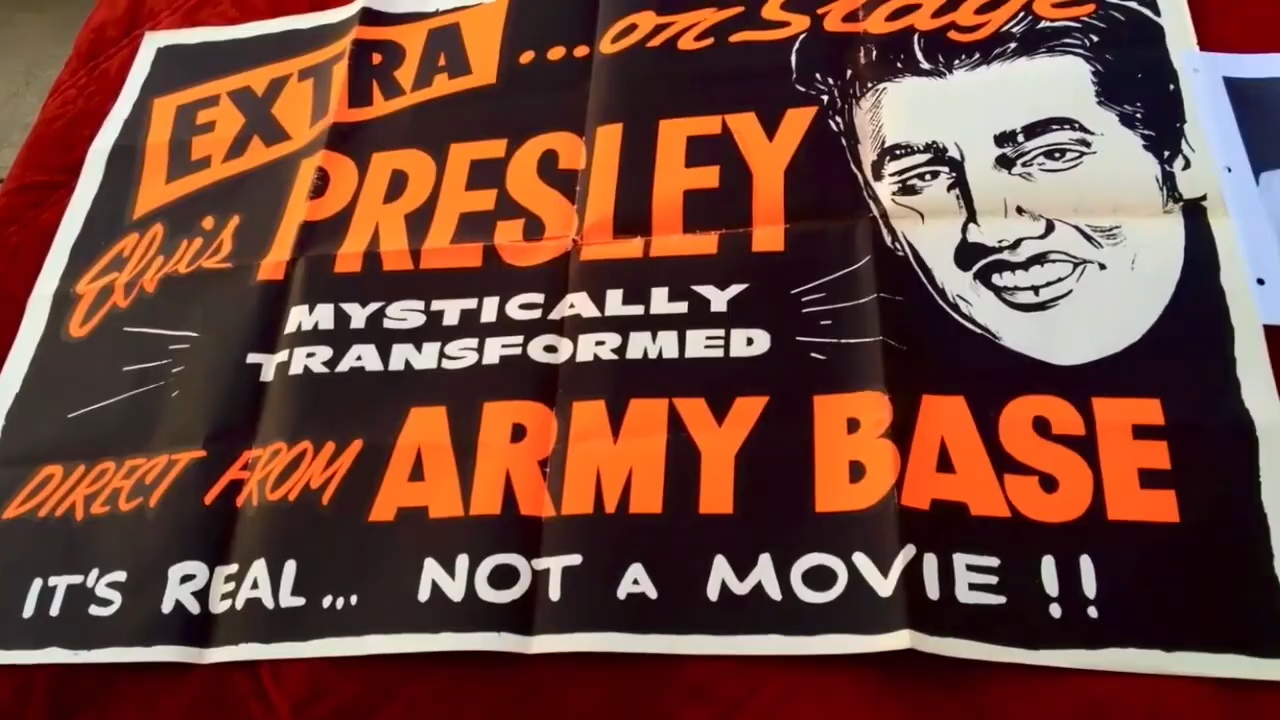 EXTRA ...on Stage
Elvis PRESLEY
MYSTICALLY
TRANSFORMED
DIRECT FROM ARMY BASE
IT'S REAL... NOT A MOVIE!!